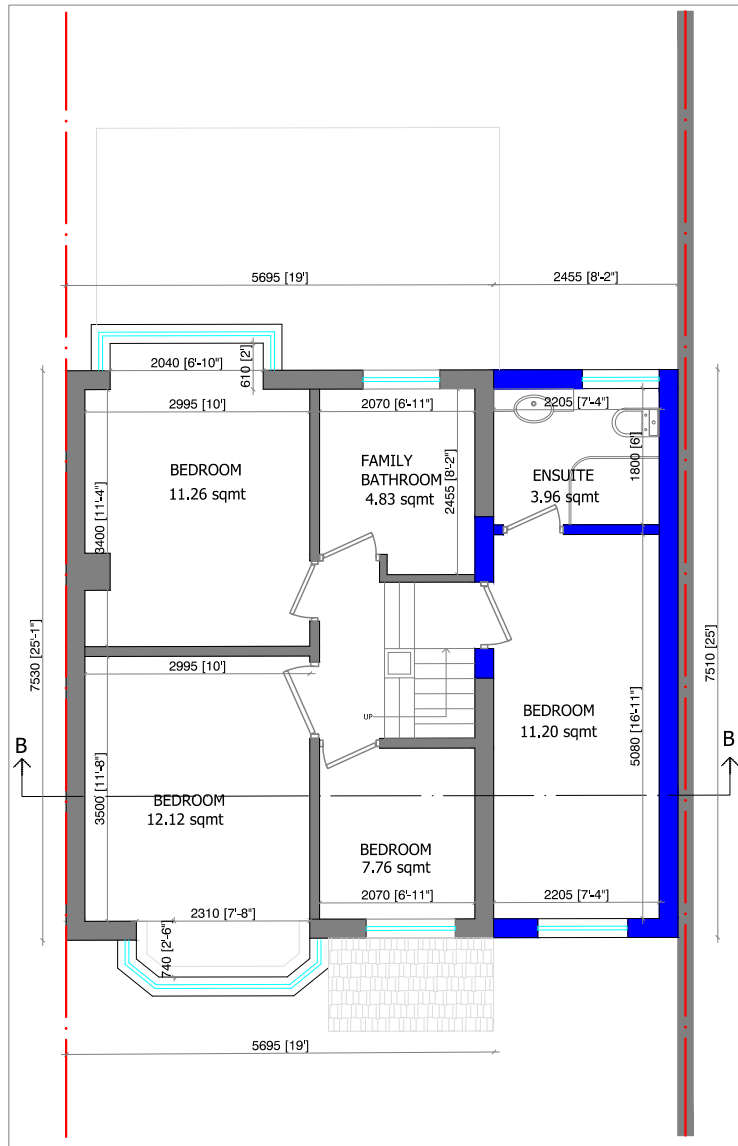 5695 [19']
2455 [8'-2"]
2040 [6'-10"]
610 [2']
2995 [10']
2070 [6'-11"]
2205 [7'-4"]
BEDROOM
11.26 sqmt
FAMILY
BATHROOM
4.83 sqmt
2455 [8'-2"]
ENSUITE
3.96 sqmt
1800 [6']
3400 [11'-4"]
7530 [25'-1"]
7510 [25']
2995 [10']
UP
BEDROOM
11.20 sqmt
5080 [16'-11"]
B
B
3500 [11'-8"]
BEDROOM
12.12 sqmt
BEDROOM
7.76 sqmt
2070 [6'-11"]
2205 [7'-4"]
2310 [7'-8"]
740 [2'-6"]
5695 [19']